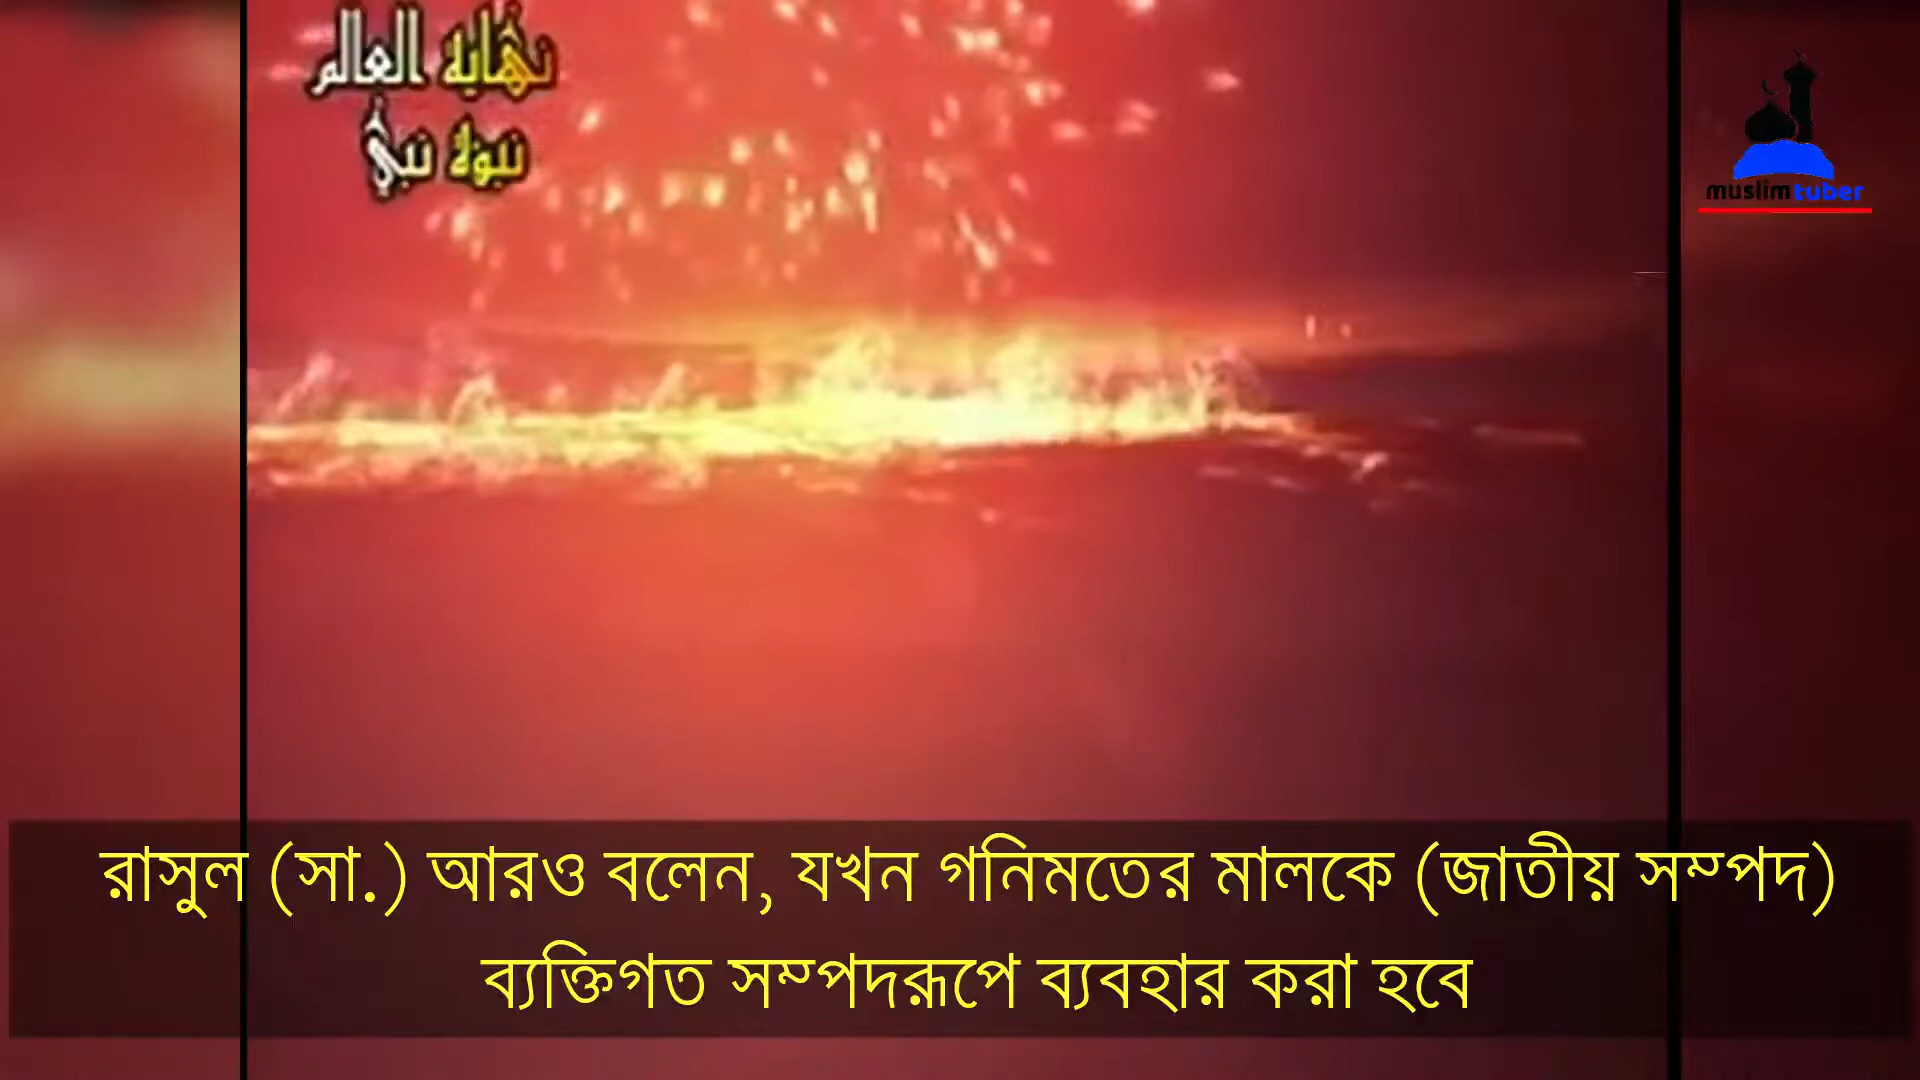 نهاية العالم
نبوة نبي
muslimtuber
রাসুল (সা.) আরও বলেন, যখন গনিমতের মালকে (জাতীয় সম্পদ)
ব্যক্তিগত সম্পদরূপে ব্যবহার করা হবে